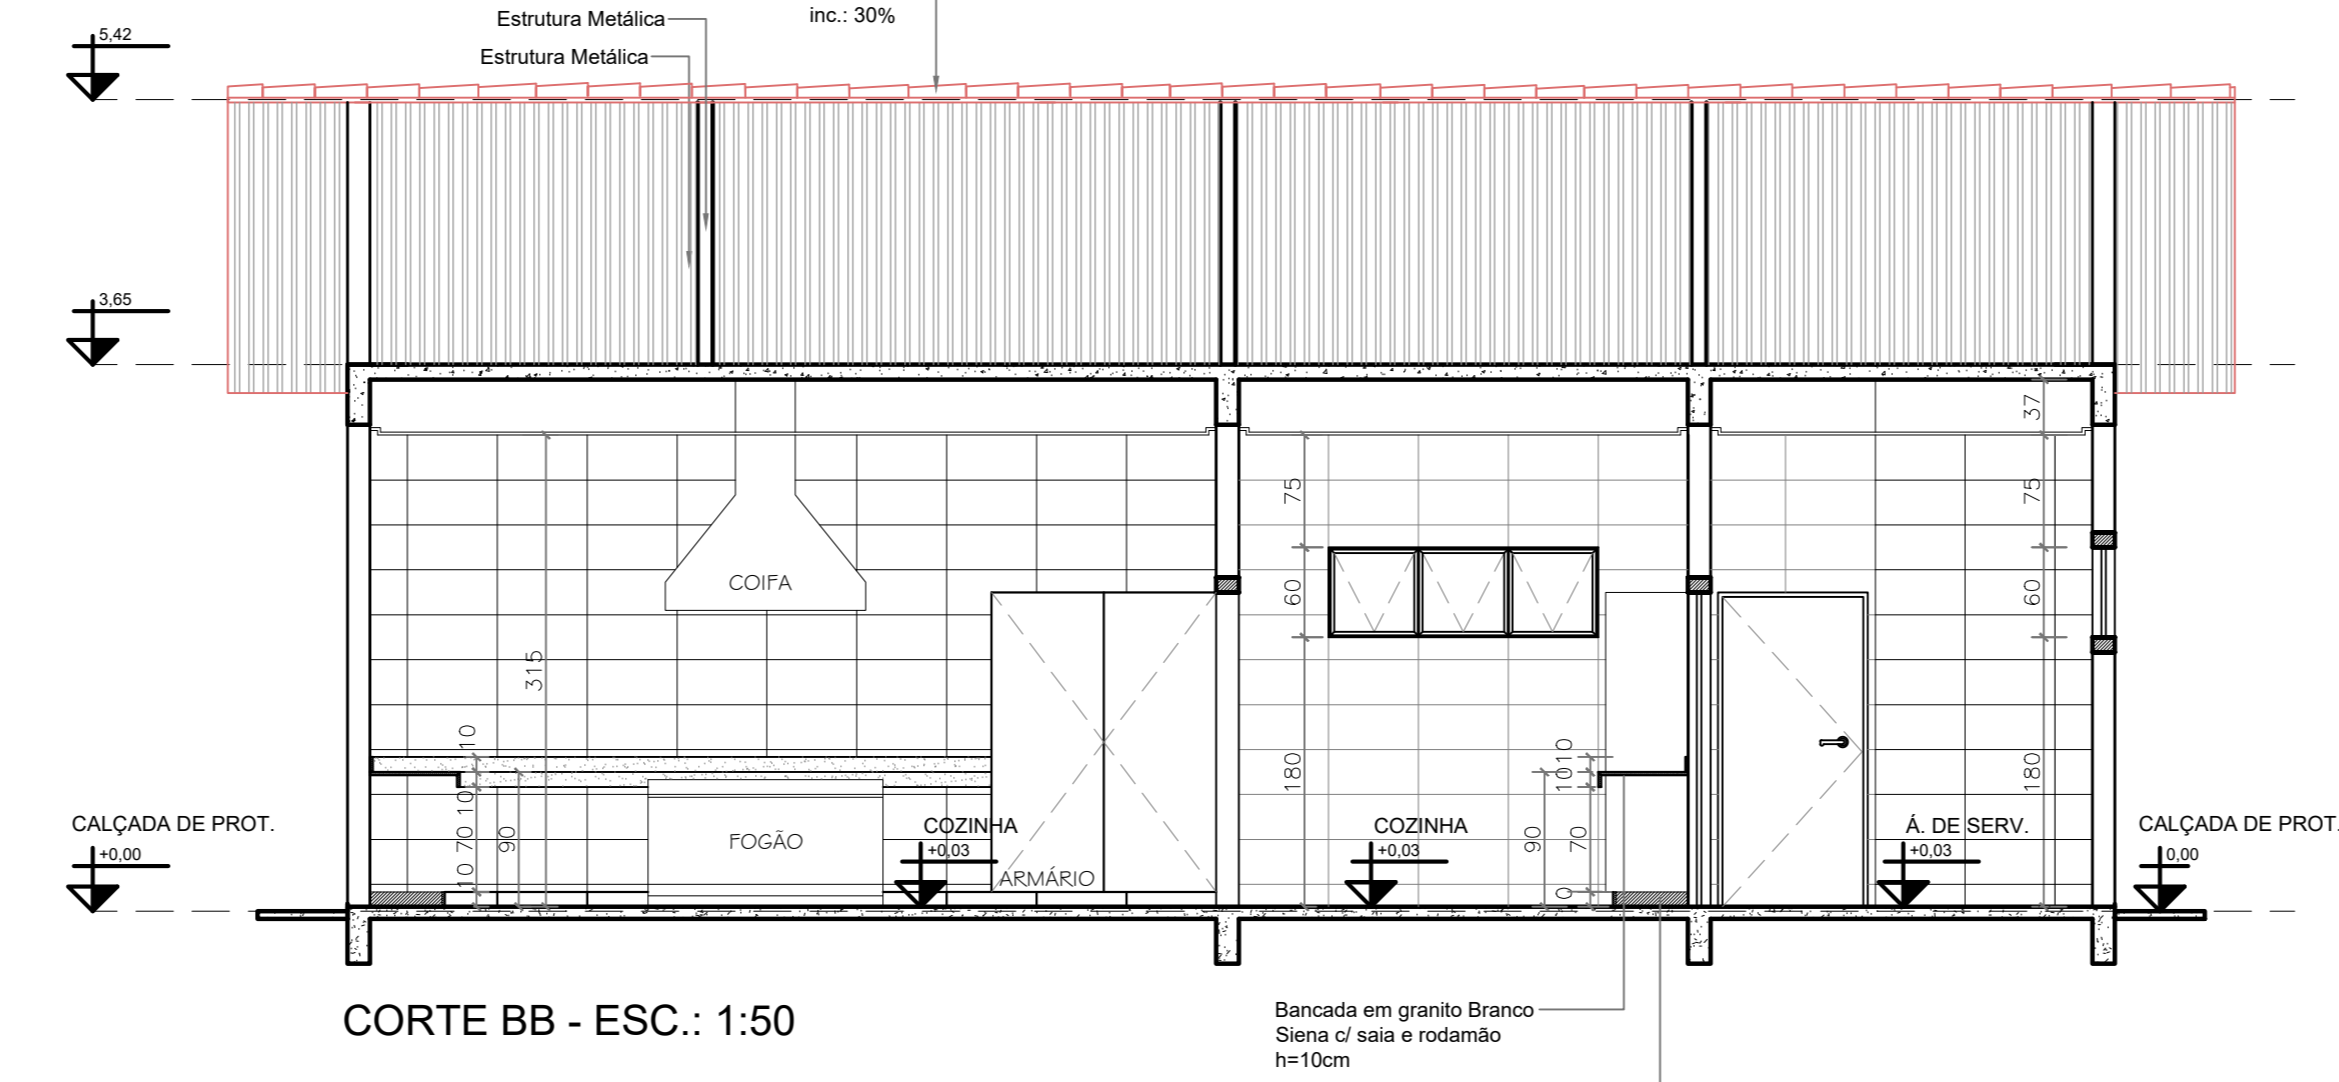 Estrutura Metálica
inc.: 30%
5,42
Estrutura Metálica
3,65
37
75
75
COIFA
60
60
315
10
1010
180
180
10
70
10
90
90
70
0
CALÇADA DE PROT.
+0,00
FOGÃO
COZINHA
+0,03
ARMÁRIO
COZINHA
+0,03
Á. DE SERV.
+0,03
CALÇADA DE PROT.
0,00
CORTE BB - ESC.: 1:50
Bancada em granito Branco
Siena c/ saia e rodamão
h=10cm